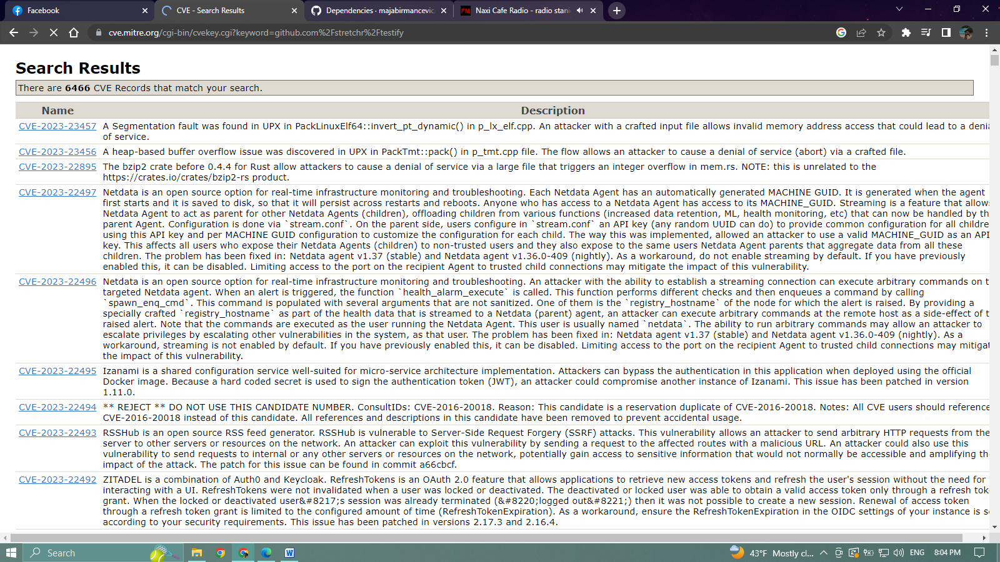 Facebook
CVE - Search Results
Dependencies · majabirmancevic
FM Naxi Cafe Radio - radio stani
cve.mitre.org/cgi-bin/cvekey.cgi?keyword=github.com%2Fstretchr%2Ftestify
Search Results
There are 6466 CVE Records that match your search.
Name Description
CVE-2023-23457 A Segmentation fault was found in UPX in PackLinuxElf64::invert_pt_dynamic() in p_lx_elf.cpp. An attacker with a crafted input file allows invalid memory address access that could lead to a denia
of service.
CVE-2023-23456 A heap-based buffer overflow issue was discovered in UPX in PackTmt::pack() in p_tmt.cpp file. The flow allows an attacker to cause a denial of service (abort) via a crafted file.
CVE-2023-22895 The bzip2 crate before 0.4.4 for Rust allow attackers to cause a denial of service via a large file that triggers an integer overflow in mem.rs. NOTE: this is unrelated to the
https://crates.io/crates/bzip2-rs product.
CVE-2023-22497 Netdata is an open source option for real-time infrastructure monitoring and troubleshooting. Each Netdata Agent has an automatically generated MACHINE GUID. It is generated when the agent
first starts and it is saved to disk, so that it will persist across restarts and reboots. Anyone who has access to a Netdata Agent has access to its MACHINE_GUID. Streaming is a feature that allows
Netdata Agent to act as parent for other Netdata Agents (children), offloading children from various functions (increased data retention, ML, health monitoring, etc) that can now be handled by th
parent Agent. Configuration is done via `stream.conf`. On the parent side, users configure in `stream.conf` an API key (any random UUID can do) to provide common configuration for all childre
using this API key and per MACHINE GUID configuration to customize the configuration for each child. The way this was implemented, allowed an attacker to use a valid MACHINE_GUID as an API
key. This affects all users who expose their Netdata Agents (children) to non-trusted users and they also expose to the same users Netdata Agent parents that aggregate data from all these
children. The problem has been fixed in: Netdata agent v1.37 (stable) and Netdata agent v1.36.0-409 (nightly). As a workaround, do not enable streaming by default. If you have previously
enabled this, it can be disabled. Limiting access to the port on the recipient Agent to trusted child connections may mitigate the impact of this vulnerability.
CVE-2023-22496 Netdata is an open source option for real-time infrastructure monitoring and troubleshooting. An attacker with the ability to establish a streaming connection can execute arbitrary commands on t
targeted Netdata agent. When an alert is triggered, the function `health_alarm_execute` is called. This function performs different checks and then enqueues a command by calling
`spawn_enq_cmd`. This command is populated with several arguments that are not sanitized. One of them is the `registry_hostname` of the node for which the alert is raised. By providing a
specially crafted `registry_hostname` as part of the health data that is streamed to a Netdata (parent) agent, an attacker can execute arbitrary commands at the remote host as a side-effect of t
raised alert. Note that the commands are executed as the user running the Netdata Agent. This user is usually named `netdata`. The ability to run arbitrary commands may allow an attacker to
escalate privileges by escalating other vulnerabilities in the system, as that user. The problem has been fixed in: Netdata agent v1.37 (stable) and Netdata agent v1.36.0-409 (nightly). As a
workaround, streaming is not enabled by default. If you have previously enabled this, it can be disabled. Limiting access to the port on the recipient Agent to trusted child connections may mitigat
the impact of this vulnerability.
CVE-2023-22495 Izanami is a shared configuration service well-suited for micro-service architecture implementation. Attackers can bypass the authentication in this application when deployed using the official
Docker image. Because a hard coded secret is used to sign the authentication token (JWT), an attacker could compromise another instance of Izanami. This issue has been patched in version
1.11.0.
CVE-2023-22494 ** REJECT ** DO NOT USE THIS CANDIDATE NUMBER. ConsultIDs: CVE-2016-20018. Reason: This candidate is a reservation duplicate of CVE-2016-20018. Notes: All CVE users should reference
CVE-2016-20018 instead of this candidate. All references and descriptions in this candidate have been removed to prevent accidental usage.
CVE-2023-22493 RSSHub is an open source RSS feed generator. RSSHub is vulnerable to Server-Side Request Forgery (SSRF) attacks. This vulnerability allows an attacker to send arbitrary HTTP requests from the
server to other servers or resources on the network. An attacker can exploit this vulnerability by sending a request to the affected routes with a malicious URL. An attacker could also use this
vulnerability to send requests to internal or any other servers or resources on the network, potentially gain access to sensitive information that would not normally be accessible and amplifying th
impact of the attack. The patch for this issue can be found in commit a66cbcf.
CVE-2023-22492 ZITADEL is a combination of Auth0 and Keycloak. RefreshTokens is an OAuth 2.0 feature that allows applications to retrieve new access tokens and refresh the user's session without the need for
interacting with a UI. RefreshTokens were not invalidated when a user was locked or deactivated. The deactivated or locked user was able to obtain a valid access token only through a refresh tok
grant. When the locked or deactivated user&#8217;s session was already terminated (&#8220;logged out&#8221;) then it was not possible to create a new session. Renewal of access token
through a refresh token grant is limited to the configured amount of time (RefreshTokenExpiration). As a workaround, ensure the RefreshTokenExpiration in the OIDC settings of your instance is s
according to your security requirements. This issue has been patched in versions 2.17.3 and 2.16.4.
Search
43°F Mostly cl...
ENG
8:04 PM